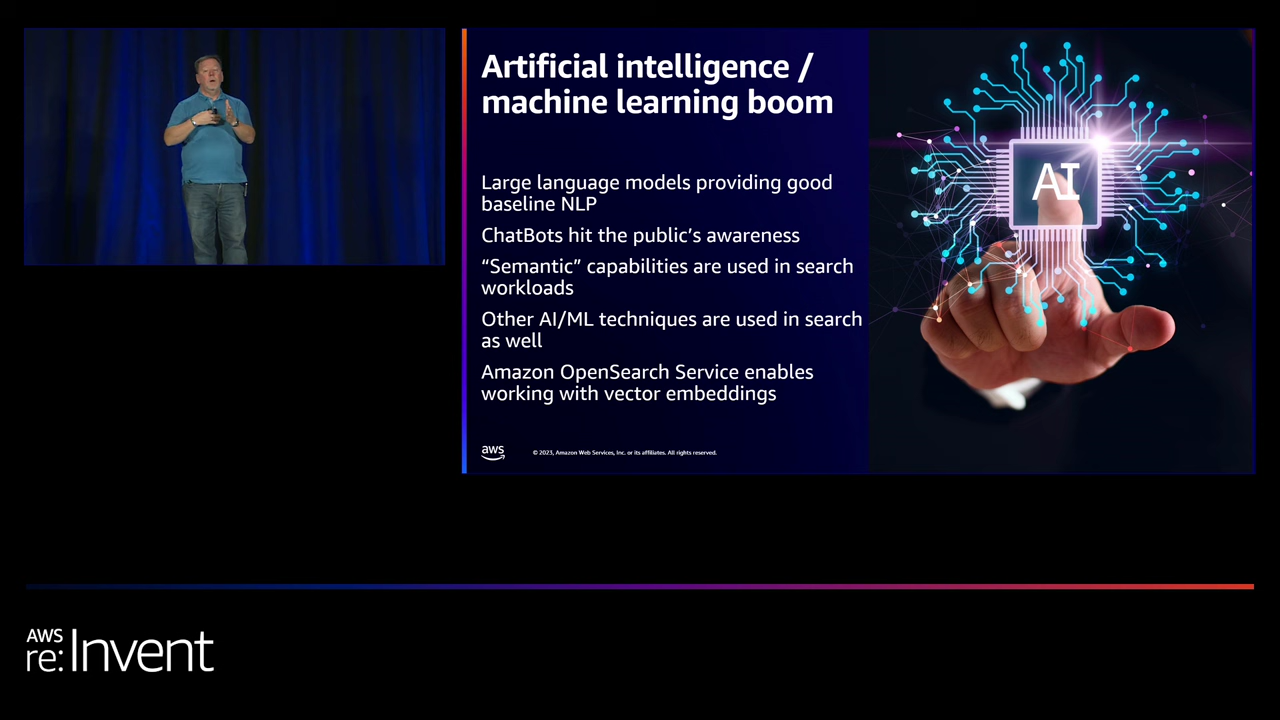 Artificial intelligence /
machine learning boom
Large language models providing good
baseline NLP
ChatBots hit the public’s awareness
“Semantic” capabilities are used in search
workloads
Other AI/ML techniques are used in search
as well
Amazon OpenSearch Service enables
working with vector embeddings
aws
© 2023, Amazon Web Services, Inc. or its affiliates. All rights reserved.
AI
AWS
re:Invent